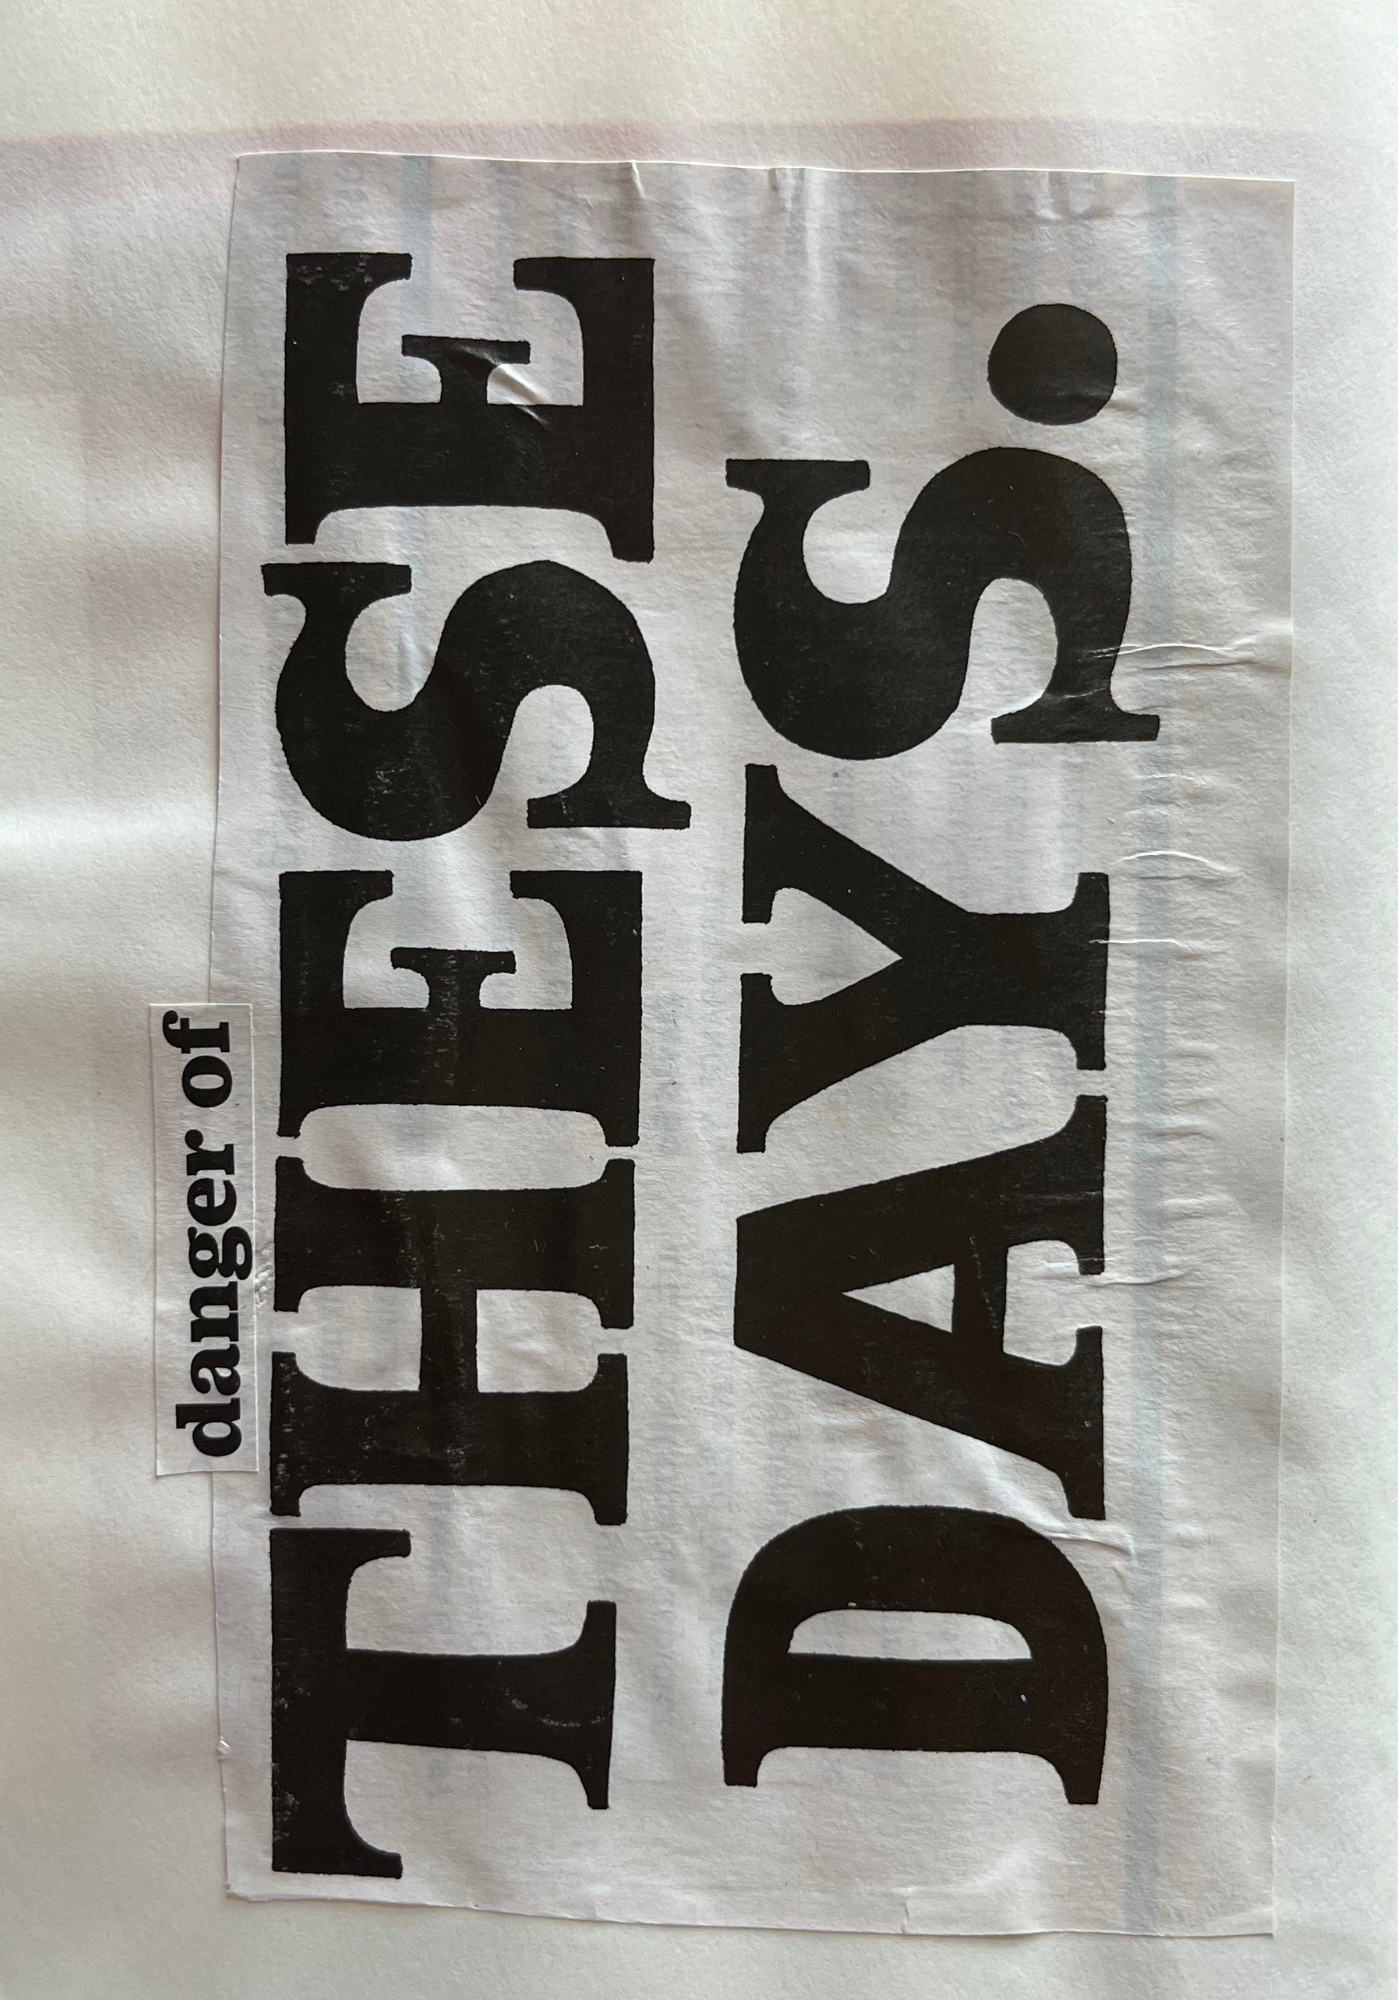 danger of
THESE
DAYS.